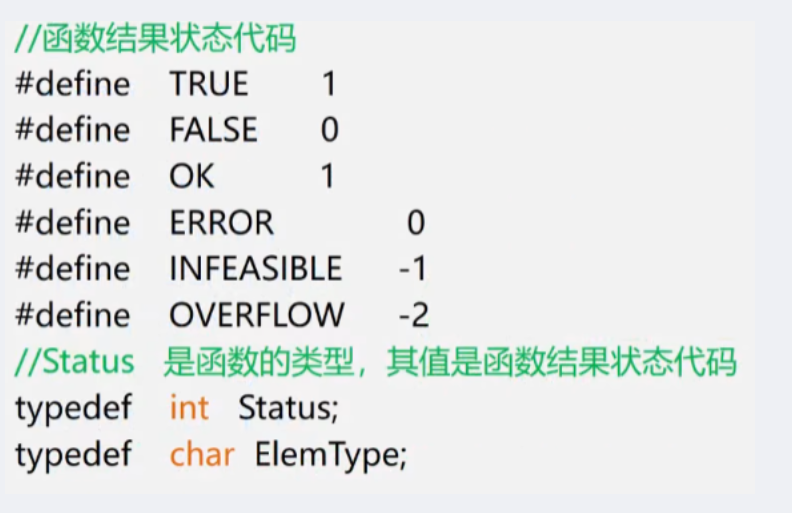 //函数结果状态代码
#define TRUE 1
#define FALSE 0
#define OK 1
#define ERROR 0
#define INFEASIBLE -1
#define OVERFLOW -2
//Status 是函数的类型，其值是函数结果状态代码
typedef int Status;
typedef char ElemType;